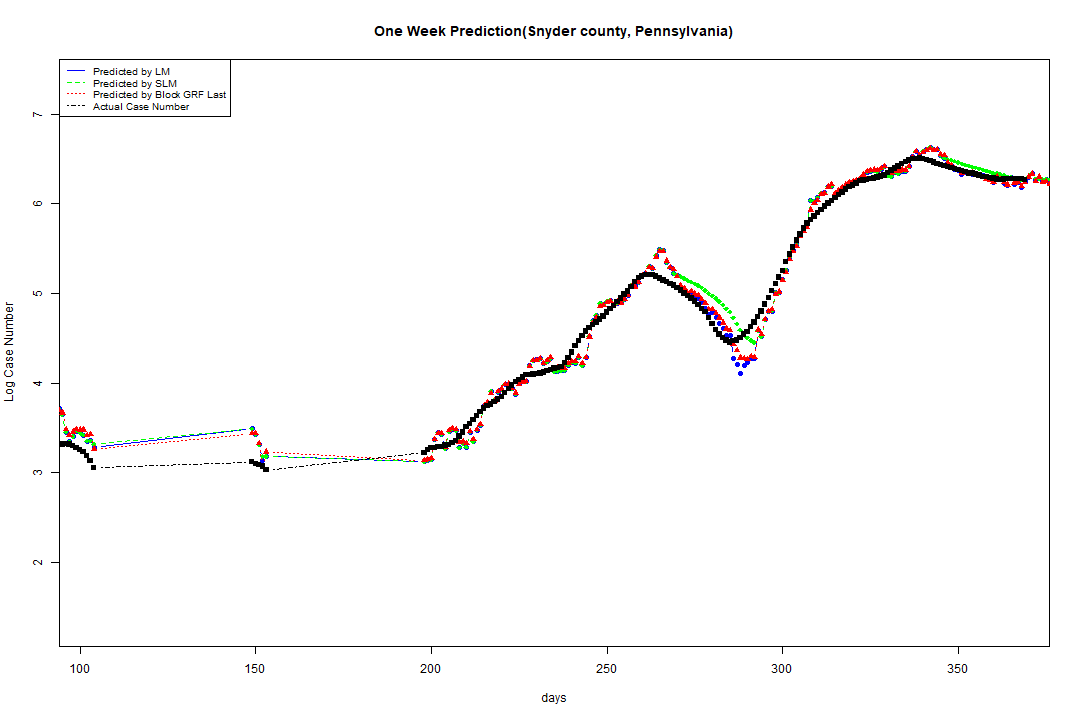 One Week Prediction(Snyder county, Pennsylvania)
Predicted by LM
Predicted by SLM
Predicted by Block GRF Last
Actual Case Number
7
6
5
4
3
2
Log Case Number
100 150 200 250 300 350
days